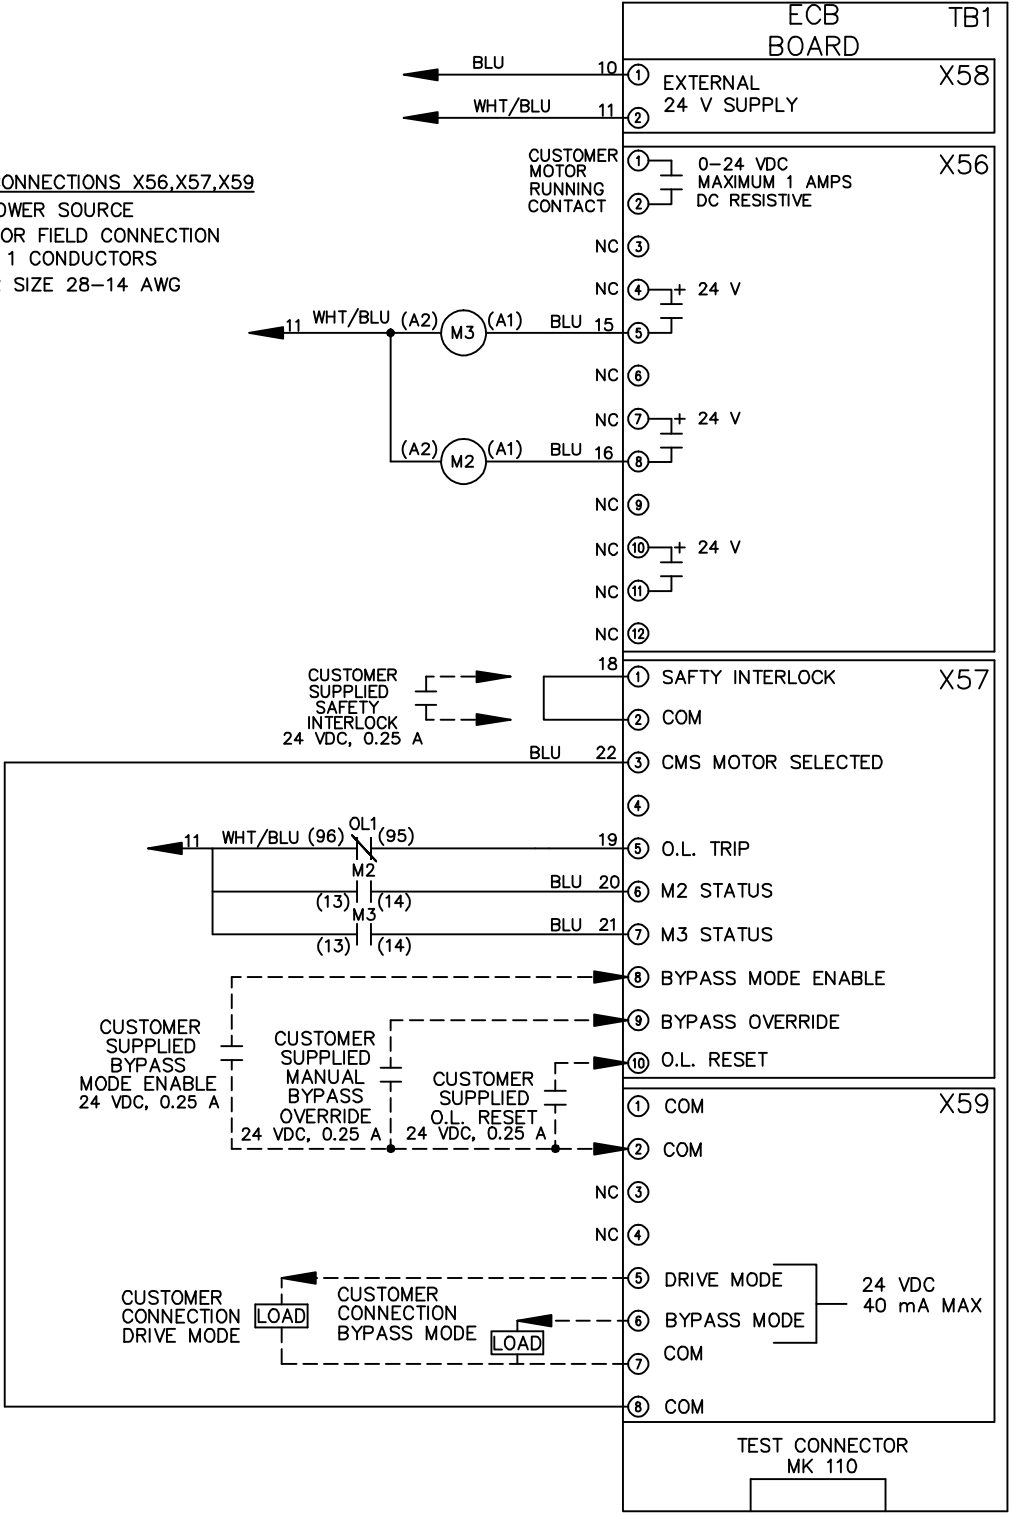 ECB
BOARD
TB1
BLU
10
1
EXTERNAL
24 V SUPPLY
X58
WHT/BLU
11
2
ONNECTIONS X56,X57,X59
OWER SOURCE
OR FIELD CONNECTION
1 CONDUCTORS
SIZE 28-14 AWG
CUSTOMER
MOTOR
RUNNING
CONTACT
1
2
0-24 VDC
MAXIMUM 1 AMPS
DC RESISTIVE
X56
NC 3
NC 4 + 24 V
11 WHT/BLU (A2) M3 (A1) BLU 15 5
NC 6
NC 7 + 24 V
(A2) M2 (A1) BLU 16 8
NC 9
NC 10 + 24 V
NC 11
NC 12
CUSTOMER
SUPPLIED
SAFETY
INTERLOCK
24 VDC, 0.25 A
18 1 SAFTY INTERLOCK
X57
2 COM
BLU 22 3 CMS MOTOR SELECTED
4
11 WHT/BLU (96) OL1 (95) 19 5 O.L. TRIP
M2
(13) (14) BLU 20 6 M2 STATUS
M3
(13) (14) BLU 21 7 M3 STATUS
8 BYPASS MODE ENABLE
9 BYPASS OVERRIDE
10 O.L. RESET
CUSTOMER
SUPPLIED
BYPASS
MODE ENABLE
24 VDC, 0.25 A
CUSTOMER
SUPPLIED
MANUAL
BYPASS
OVERRIDE
24 VDC, 0.25 A
CUSTOMER
SUPPLIED
O.L. RESET
24 VDC, 0.25 A
1 COM
X59
2 COM
NC 3
NC 4
5 DRIVE MODE
6 BYPASS MODE
24 VDC
40 mA MAX
CUSTOMER
CONNECTION
DRIVE MODE
LOAD
CUSTOMER
CONNECTION
BYPASS MODE
LOAD
7 COM
8 COM
TEST CONNECTOR
MK 110